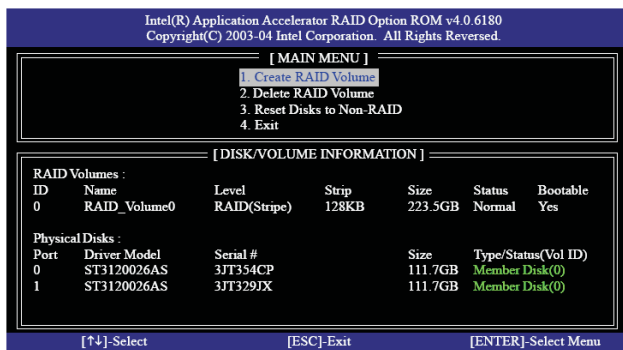 Intel(R) Application Accelerator RAID Option ROM v4.0.6180
Copyright(C) 2003-04 Intel Corporation. All Rights Reversed.
[ MAIN MENU ]
1. Create RAID Volume
2. Delete RAID Volume
3. Reset Disks to Non-RAID
4. Exit
[ DISK/VOLUME INFORMATION ]
RAID Volumes :
ID Name Level Strip Size Status Bootable
0 RAID_Volume0 RAID(Stripe) 128KB 223.5GB Normal Yes
Physical Disks :
Port Driver Model Serial # Size Type/Status(Vol ID)
0 ST3120026AS 3JT354CP 111.7GB Member Disk(0)
1 ST3120026AS 3JT329JX 111.7GB Member Disk(0)
[↑↓]-Select [ESC]-Exit [ENTER]-Select Menu